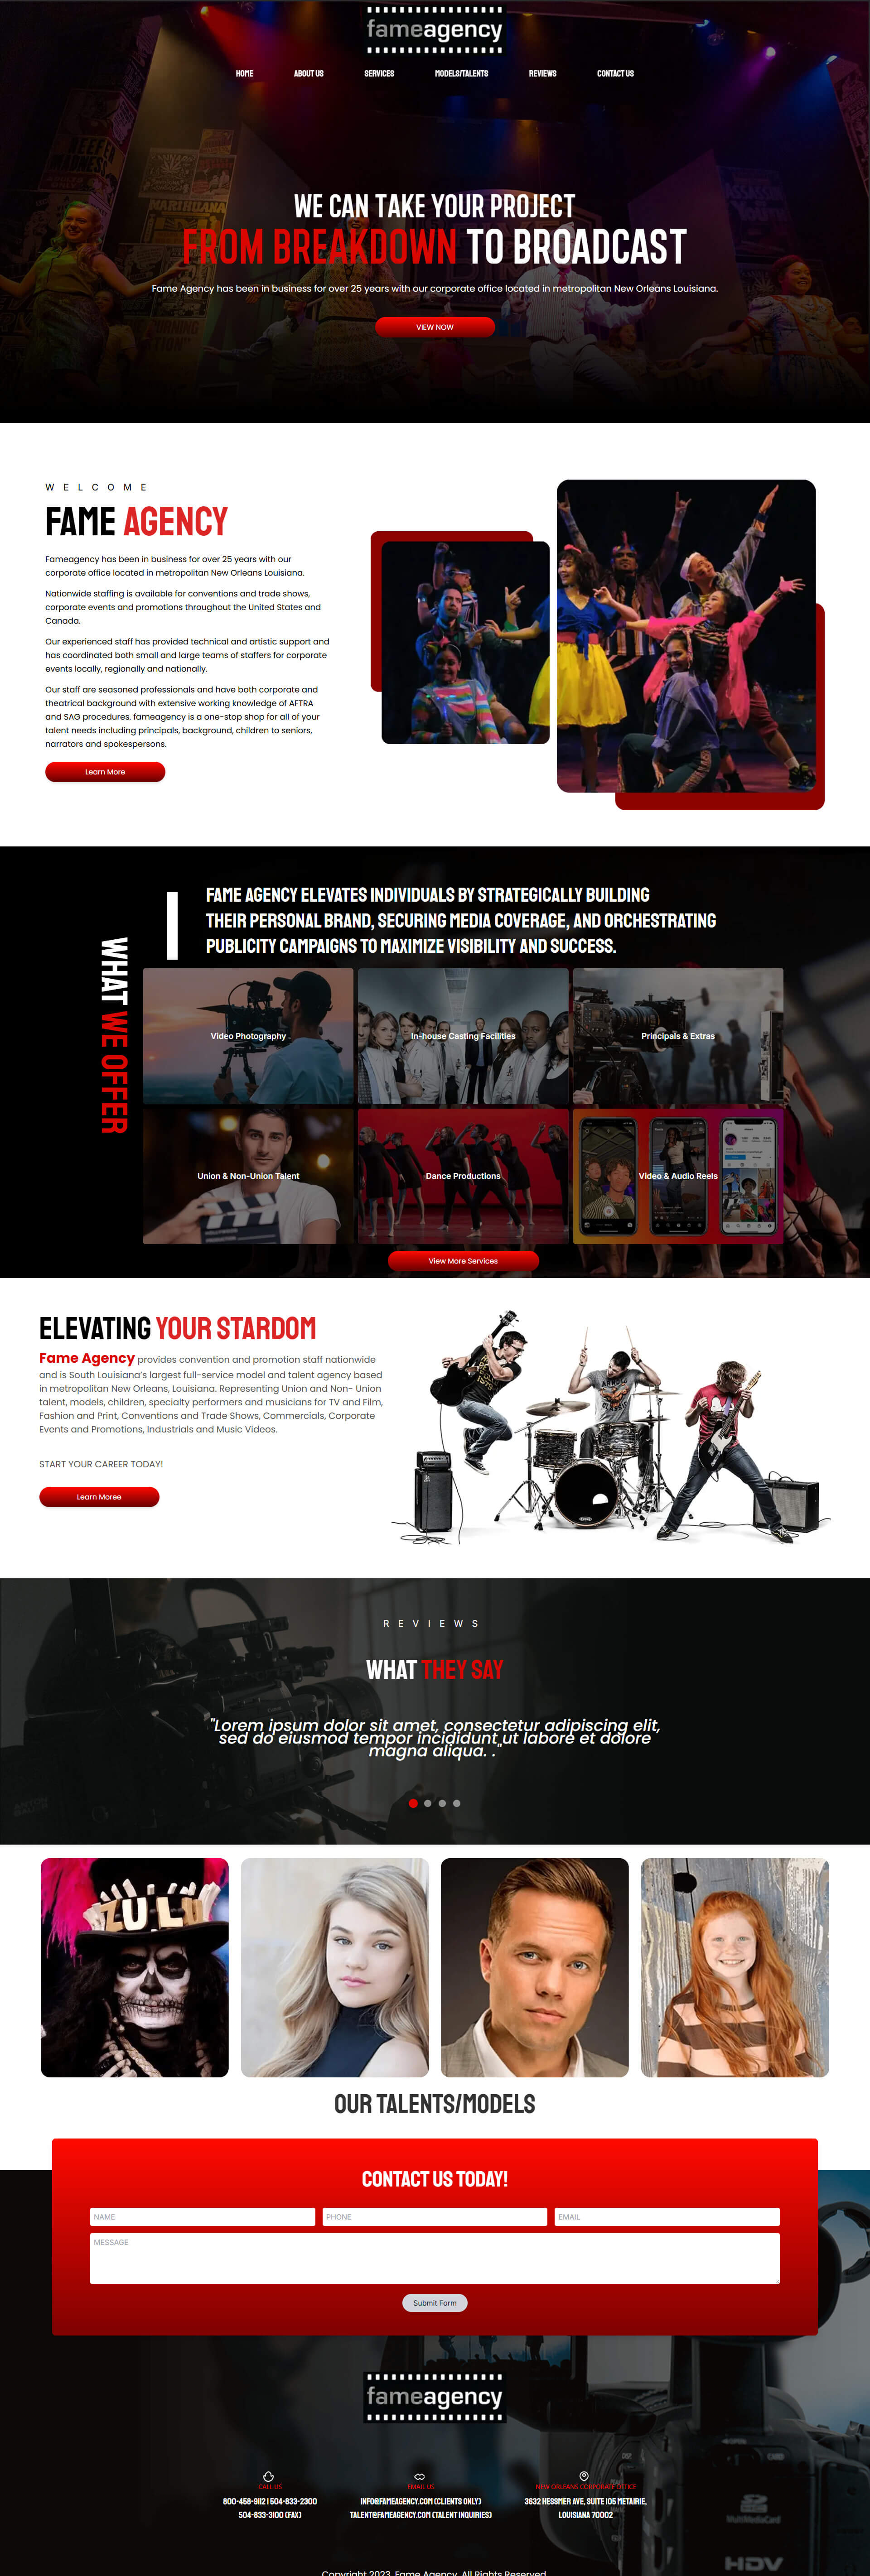 fameagency
HOME ABOUT US SERVICES MODELS/TALENTS REVIEWS CONTACT US
REEFER MADNESS
MARIHUANA
WE CAN TAKE YOUR PROJECT
FROM BREAKDOWN TO BROADCAST
Fame Agency has been in business for over 25 years with our corporate office located in metropolitan New Orleans Louisiana.
VIEW NOW
WELCOME
FAME AGENCY
Fameagency has been in business for over 25 years with our
corporate office located in metropolitan New Orleans Louisiana.
Nationwide staffing is available for conventions and trade shows,
corporate events and promotions throughout the United States and
Canada.
Our experienced staff has provided technical and artistic support and
has coordinated both small and large teams of staffers for corporate
events locally, regionally and nationally.
Our staff are seasoned professionals and have both corporate and
theatrical background with extensive working knowledge of AFTRA
and SAG procedures. fameagency is a one-stop shop for all of your
talent needs including principals, background, children to seniors,
narrators and spokespersons.
Learn More
WHAT WE OFFER
FAME AGENCY ELEVATES INDIVIDUALS BY STRATEGICALLY BUILDING
THEIR PERSONAL BRAND, SECURING MEDIA COVERAGE, AND ORCHESTRATING
PUBLICITY CAMPAIGNS TO MAXIMIZE VISIBILITY AND SUCCESS.
Video Photography
In-house Casting Facilities
Principals & Extras
Union & Non-Union Talent
Dance Productions
Video & Audio Reels
View More Services
ELEVATING YOUR STARDOM
Fame Agency provides convention and promotion staff nationwide
and is South Louisiana's largest full-service model and talent agency based
in metropolitan New Orleans, Louisiana. Representing Union and Non- Union
talent, models, children, specialty performers and musicians for TV and Film,
Fashion and Print, Conventions and Trade Shows, Commercials, Corporate
Events and Promotions, Industrials and Music Videos.
START YOUR CAREER TODAY!
Learn Moree
REVIEWS
WHAT THEY SAY
"Lorem ipsum dolor sit amet, consectetur adipiscing elit,
sed do eiusmod tempor incididunt ut labore et dolore
magna aliqua. ."
ZULU
OUR TALENTS/MODELS
CONTACT US TODAY!
NAME
PHONE
EMAIL
MESSAGE
Submit Form
fameagency
CALL US
800-458-9112 | 504-833-2300
504-833-3100 (FAX)
EMAIL US
INFO@FAMEAGENCY.COM (CLIENTS ONLY)
TALENT@FAMEAGENCY.COM (TALENT INQUIRIES)
NEW ORLEANS CORPORATE OFFICE
3632 HESSMER AVE, SUITE 105 METAIRIE,
LOUISIANA 70002
OPEN
MultiMediaCard
HDV
Copyright 2023. Fame Agency. All Rights Reserved